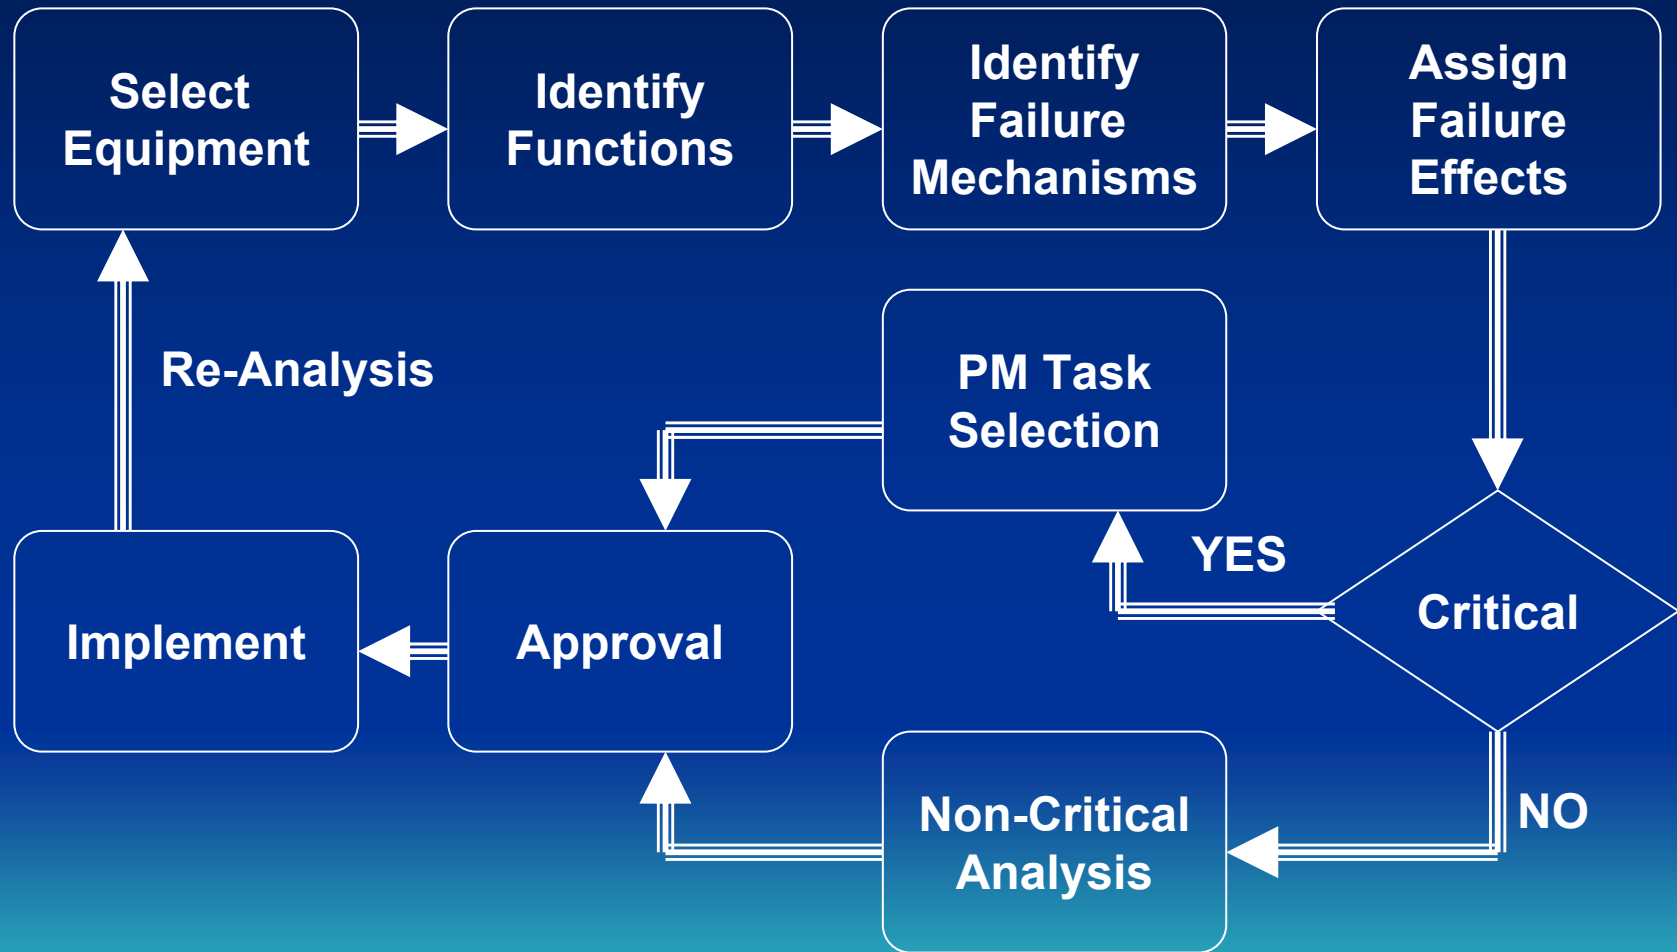 Select
Equipment
Identify
Functions
Identify
Failure
Mechanisms
Assign
Failure
Effects
Re-Analysis
PM Task
Selection
YES
Critical
Implement
Approval
NO
Non-Critical
Analysis